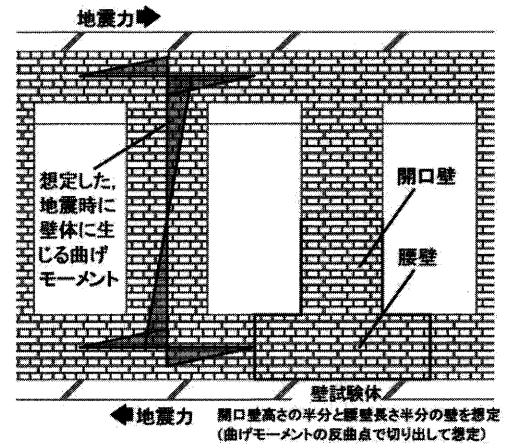 地震力
想定した,
地震時に
壁体に生
じる曲げ
モーメント
開口壁
腰壁
壁試験体
地震力
開口壁高さの半分と腰壁長さ半分の壁を想定
(曲げモーメントの反曲点で切り出して想定)